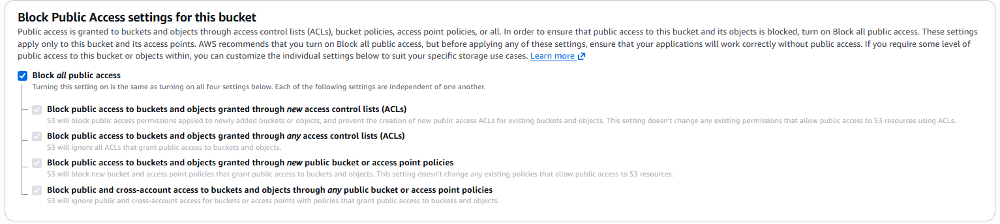 Block Public Access settings for this bucket
Public access is granted to buckets and objects through access control lists (ACLs), bucket policies, access point policies, or all. In order to ensure that public access to this bucket and its objects is blocked, turn on Block all public access. These settings
apply only to this bucket and its access points. AWS recommends that you turn on Block all public access, but before applying any of these settings, ensure that your applications will work correctly without public access. If you require some level of
public access to this bucket or objects within, you can customize the individual settings below to suit your specific storage use cases. Learn more
Block all public access
Turning this setting on is the same as turning on all four settings below. Each of the following settings are independent of one another.
Block public access to buckets and objects granted through new access control lists (ACLs)
S3 will block public access permissions applied to newly added buckets or objects, and prevent the creation of new public access ACLs for existing buckets and objects. This setting doesn't change any existing permissions that allow public access to S3 resources using ACLs.
Block public access to buckets and objects granted through any access control lists (ACLs)
S3 will ignore all ACLs that grant public access to buckets and objects.
Block public access to buckets and objects granted through new public bucket or access point policies
S3 will block new bucket and access point policies that grant public access to buckets and objects. This setting doesn't change any existing policies that allow public access to S3 resources.
Block public and cross-account access to buckets and objects through any public bucket or access point policies
S3 will ignore public and cross-account access for buckets or access points with policies that grant public access to buckets and objects.